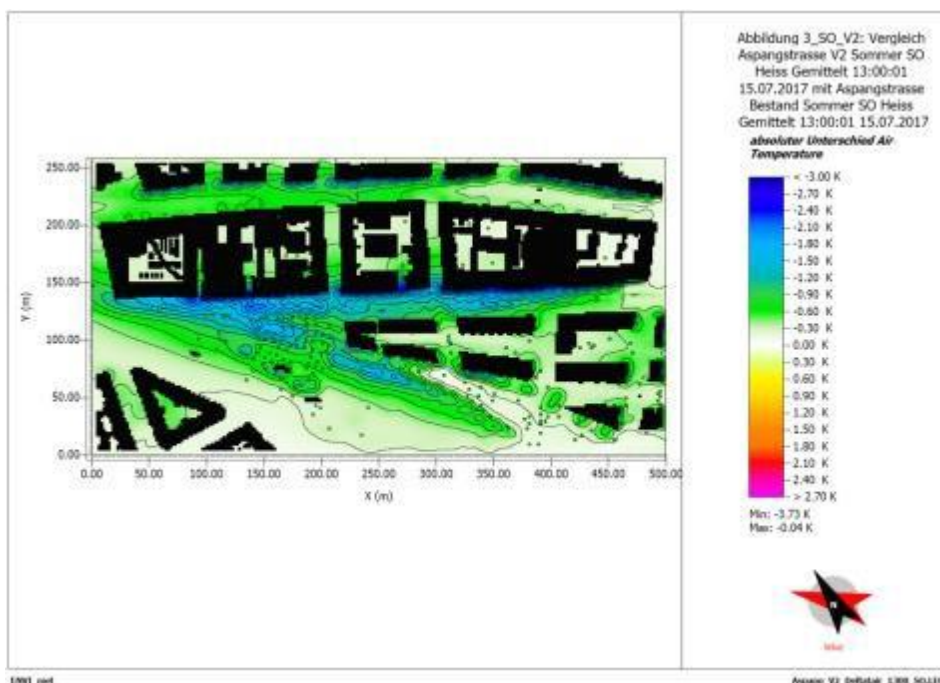 Abbildung 3_SO_V2: Vergleich
Aspangstrasse V2 Sommer SO
Heiss Gemittelt 13:00:01
15.07.2017 mit Aspangstrasse
Bestand Sommer SO Heiss
Gemittelt 13:00:01 15.07.2017
absoluter Unterschied Air
Temperature
< -3.00 K
-2.70 K
-2.40 K
-2.10 K
-1.80 K
-1.50 K
-1.20 K
-0.90 K
-0.60 K
-0.30 K
0.00 K
0.30 K
0.60 K
0.90 K
1.20 K
1.50 K
1.80 K
2.10 K
2.40 K
> 2.70 K
Min: -3.73 K
Max: -0.04 K
N
250.00
200.00
150.00
100.00
50.00
0.00
Y (m)
0.00 50.00 100.00 150.00 200.00 250.00 300.00 350.00 400.00 450.00 500.00
X (m)